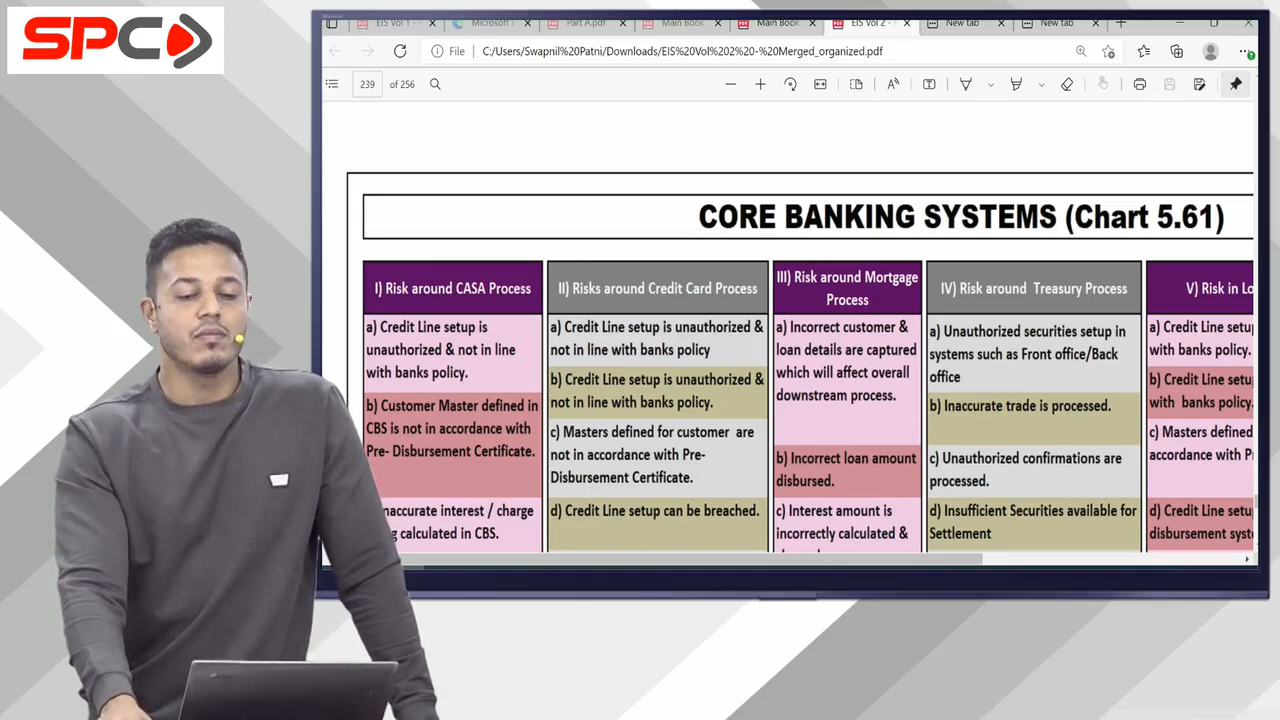 SPC
EIS Vol 1 -
Microsoft
Part A.pdf
Main Book
Main Book
EIS Vol 2 -
New tab
New tab
File
C:/Users/Swapnil%20Patni/Downloads/EIS%20Vol%202%20-%20Merged_organized.pdf
239
of 256
CORE BANKING SYSTEMS (Chart 5.61)
I) Risk around CASA Process
a) Credit Line setup is
unauthorized & not in line
with banks policy.
b) Customer Master defined in
CBS is not in accordance with
Pre- Disbursement Certificate.
naccurate interest / charge
g calculated in CBS.
II) Risks around Credit Card Process
a) Credit Line setup is unauthorized &
not in line with banks policy
b) Credit Line setup is unauthorized &
not in line with banks policy.
c) Masters defined for customer are
not in accordance with Pre-
Disbursement Certificate.
d) Credit Line setup can be breached.
III) Risk around Mortgage
Process
a) Incorrect customer &
loan details are captured
which will affect overall
downstream process.
b) Incorrect loan amount
disbursed.
c) Interest amount is
incorrectly calculated &
IV) Risk around Treasury Process
a) Unauthorized securities setup in
systems such as Front office/Back
office
b) Inaccurate trade is processed.
c) Unauthorized confirmations are
processed.
d) Insufficient Securities available for
Settlement
V) Risk in Lo
a) Credit Line setu
with banks policy.
b) Credit Line setu
with banks policy.
c) Masters defined
accordance with P
d) Credit Line setu
disbursement syst